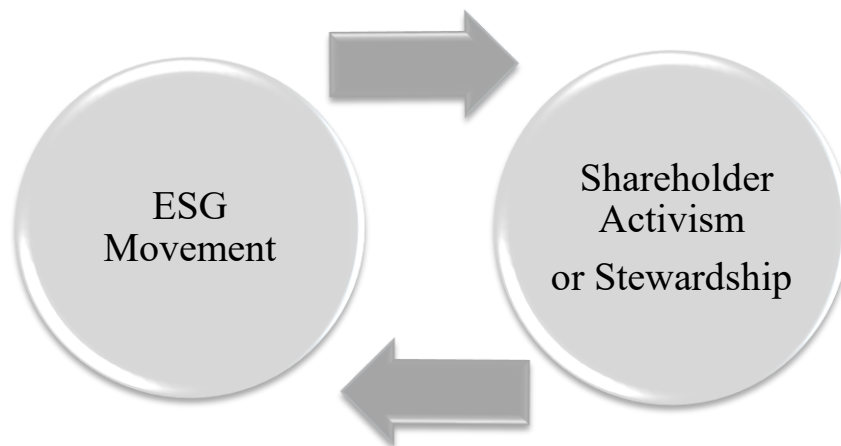 ESG
Movement
Shareholder
Activism
or Stewardship